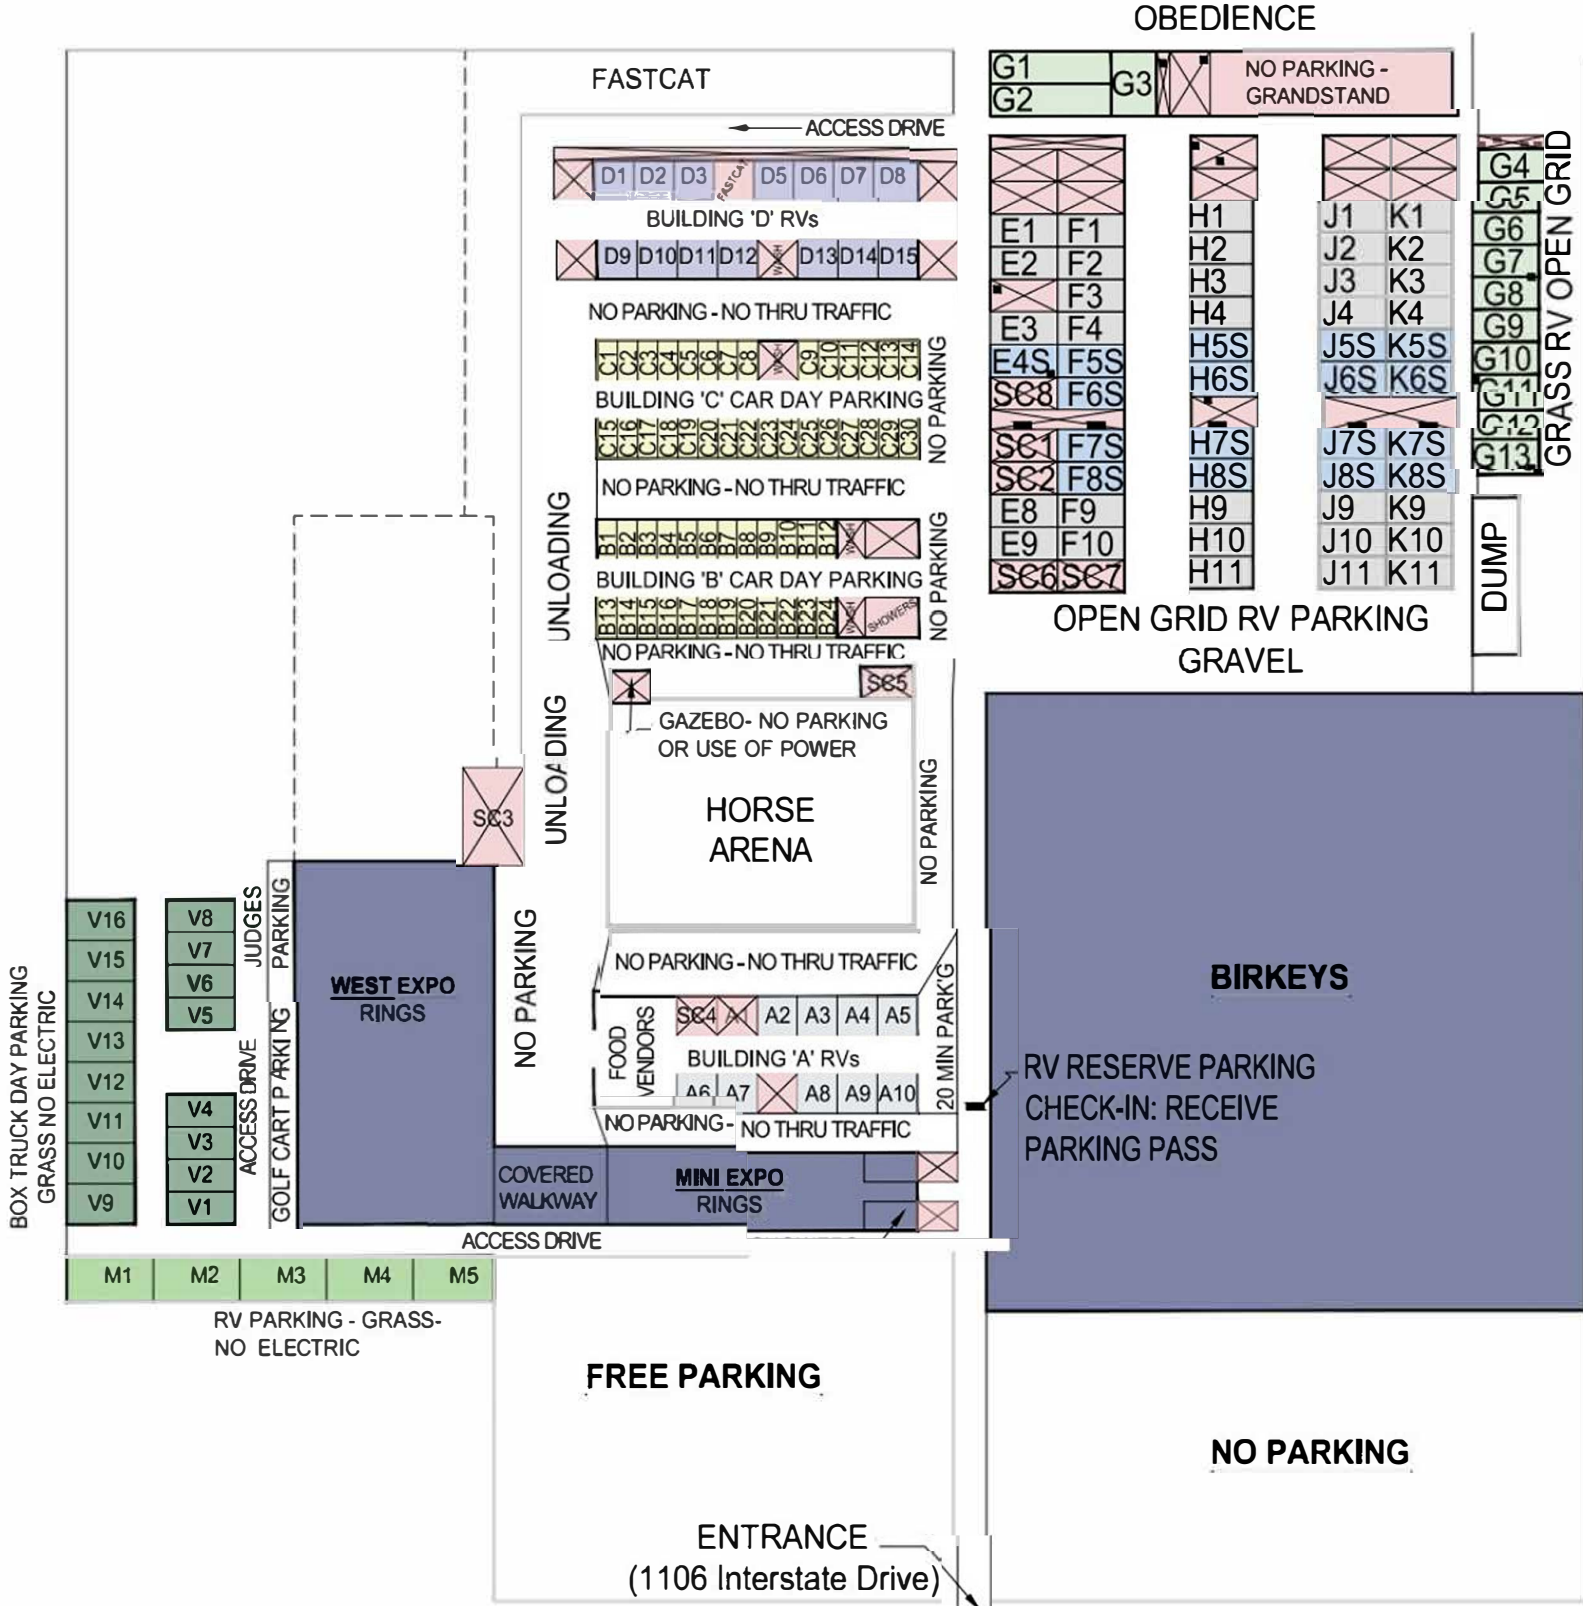 OBEDIENCE
FASTCAT
G1
G2
G3
NO PARKING -
GRANDSTAND
ACCESS DRIVE
D1 D2 D3 FASTCAT D5 D6 D7 D8
BUILDING 'D' RVs
D9 D10 D11 D12 WASH D13 D14 D15
NO PARKING - NO THRU TRAFFIC
C1 C2 C3 C4 C5 C6 C7 C8 WASH C9 C10 C11 C12 C13 C14
BUILDING 'C' CAR DAY PARKING
C15 C16 C17 C18 C19 C20 C21 C22 C23 C24 C25 C26 C27 C28 C29 C30
NO PARKING
NO PARKING - NO THRU TRAFFIC
B1 B2 B3 B4 B5 B6 B7 B8 B9 B10 B11 B12 WASH
BUILDING 'B' CAR DAY PARKING
B13 B14 B15 B16 B17 B18 B19 B20 B21 B22 B23 B24 WASH SHOWERS
NO PARKING
NO PARKING - NO THRU TRAFFIC
UNLOADING
UNLOADING
E1 F1 H1 J1 K1
E2 F2 H2 J2 K2
F3 H3 J3 K3
E3 F4 H4 J4 K4
E4S F5S H5S J5S K5S
SC8 F6S H6S J6S K6S
SC1 F7S H7S J7S K7S
SC2 F8S H8S J8S K8S
E8 F9 H9 J9 K9
E9 F10 H10 J10 K10
SC6 SC7 H11 J11 K11
G4
G5
G6
G7
G8
G9
G10
G11
G12
G13
GRASS RV OPEN GRID
DUMP
OPEN GRID RV PARKING
GRAVEL
SC5
GAZEBO- NO PARKING
OR USE OF POWER
HORSE
ARENA
NO PARKING
SC3
NO PARKING
NO PARKING - NO THRU TRAFFIC
FOOD
VENDORS
SC4 A1 A2 A3 A4 A5
BUILDING 'A' RVs
A6 A7 A8 A9 A10
NO PARKING - NO THRU TRAFFIC
20 MIN PARK'G
BIRKEYS
RV RESERVE PARKING
CHECK-IN: RECEIVE
PARKING PASS
V16
V15
V14
V13
V12
V11
V10
V9
V8
V7
V6
V5
V4
V3
V2
V1
BOX TRUCK DAY PARKING
GRASS NO ELECTRIC
JUDGES
PARKING
ACCESS DRIVE
GOLF CART PARKING
WEST EXPO
RINGS
COVERED
WALKWAY
MINI EXPO
RINGS
ACCESS DRIVE
M1 M2 M3 M4 M5
RV PARKING - GRASS-
NO ELECTRIC
FREE PARKING
NO PARKING
ENTRANCE
(1106 Interstate Drive)